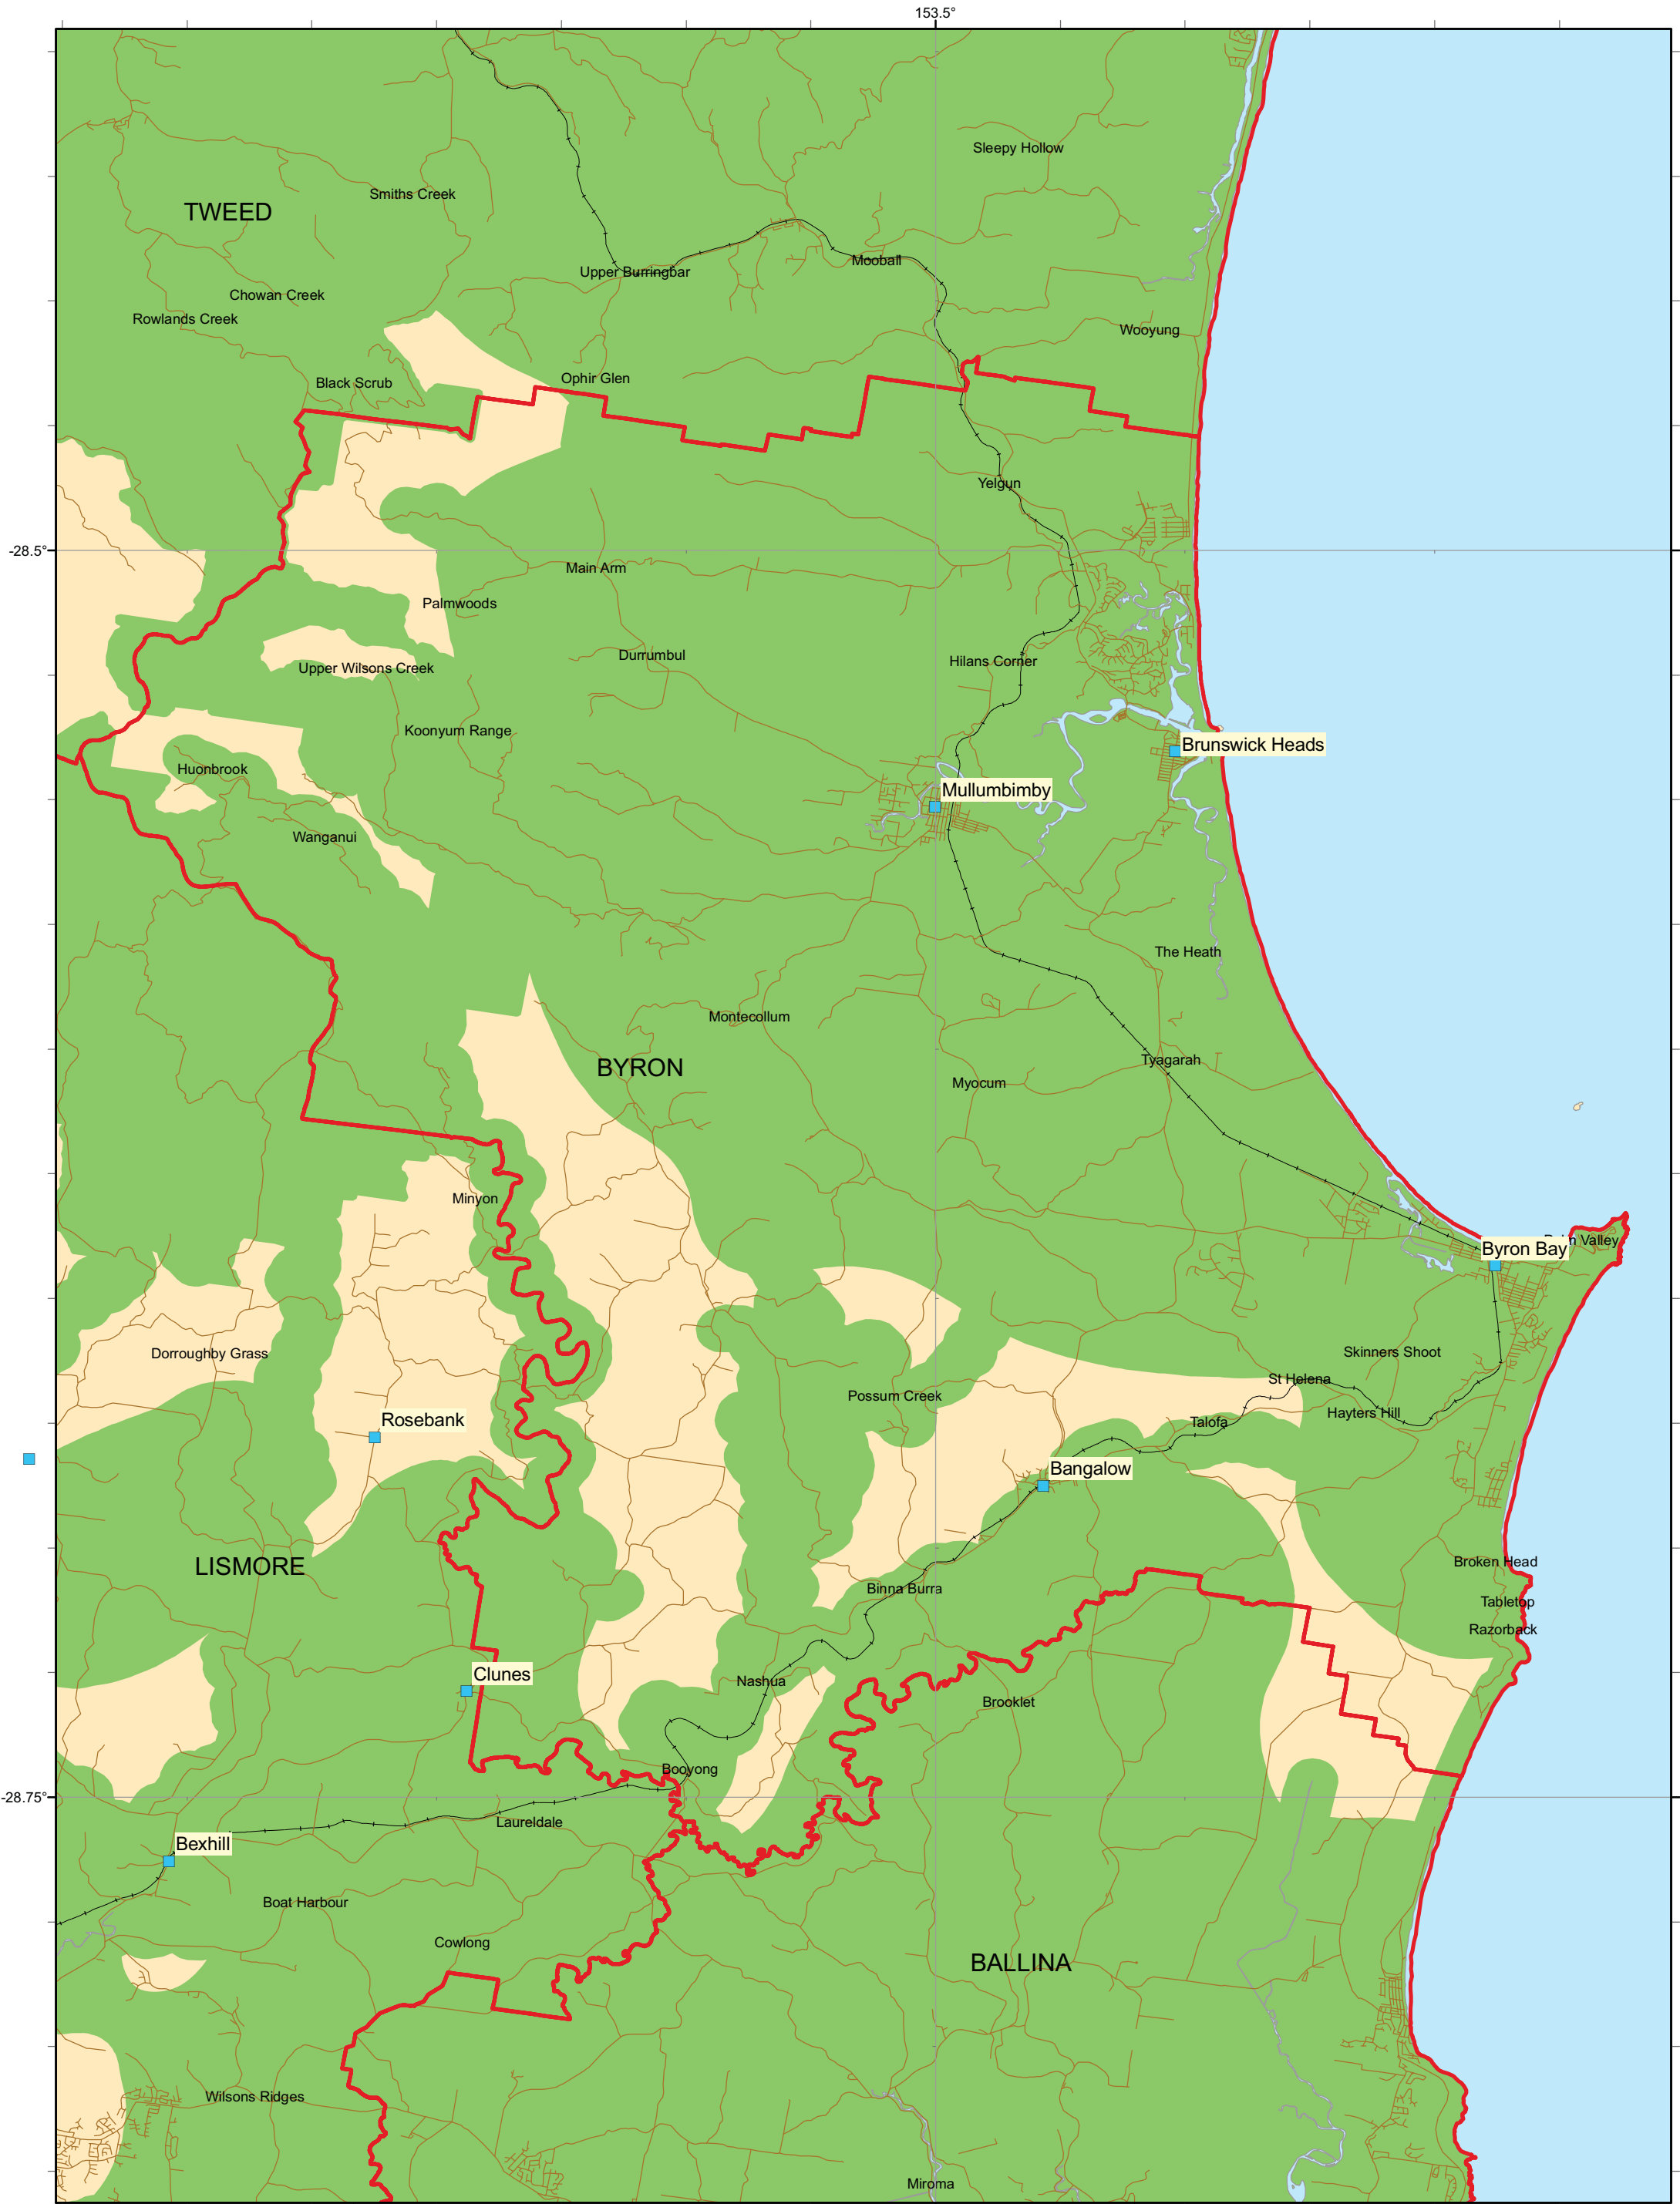 153.5°
Sleepy Hollow
Smiths Creek
TWEED
Mooball
Upper Burringbar
Chowan Creek
Rowlands Creek
Wooyung
Ophir Glen
Black Scrub
Yelgun
-28.5°
Main Arm
Palmwoods
Durrumbul
Hilans Corner
Upper Wilsons Creek
Koonyum Range
Brunswick Heads
Huonbrook
Mullumbimby
Wanganui
The Heath
Montecollum
Tyagarah
BYRON
Myocum
Minyon
Valley
Byron Bay
Skinners Shoot
Dorroughby Grass
St Helena
Possum Creek
Hayters Hill
Rosebank
Talofa
Bangalow
Broken Head
LISMORE
Binna Burra
Tabletop
Razorback
Clunes
Nashua
Brooklet
Booyong
-28.75°
Laureldale
Bexhill
Boat Harbour
Cowlong
BALLINA
Wilsons Ridges
Miroma